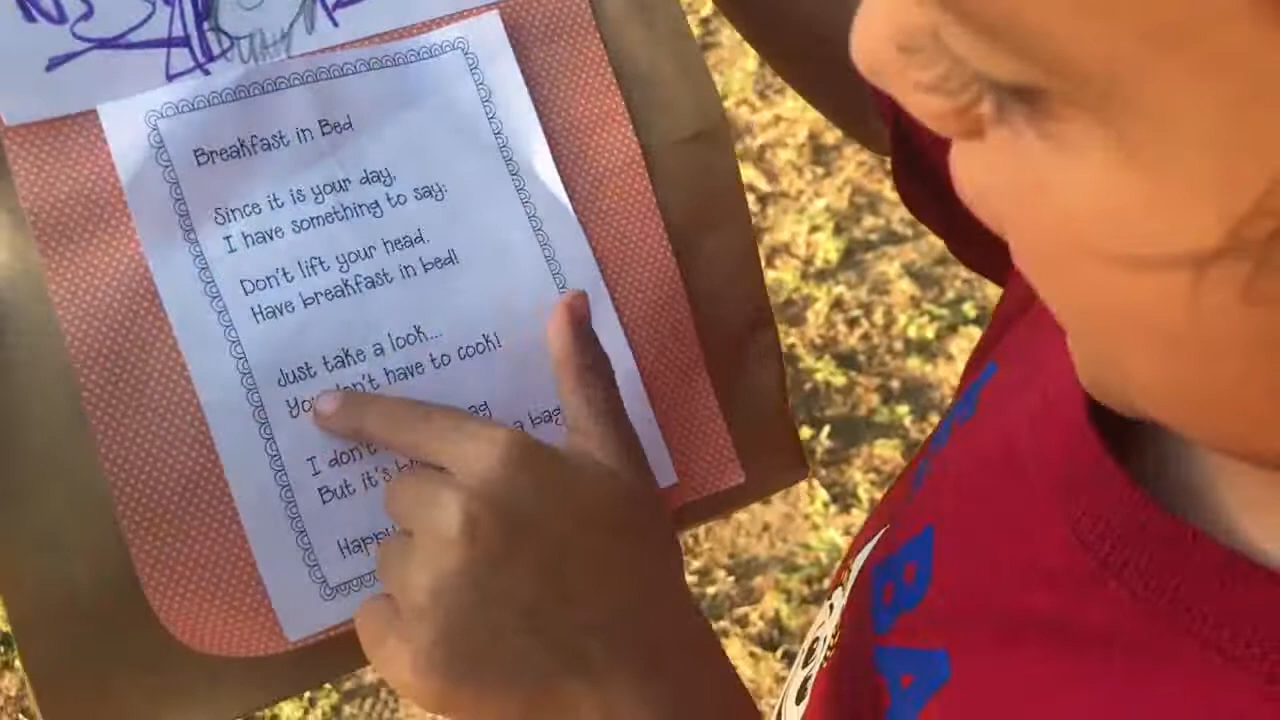 Breakfast in Bed
Since it is your day,
I have something to say:
Don't lift your head.
Have breakfast in bed!
Just take a look...
You don't have to cook!
I don't
But it's a bag
Happy
BA